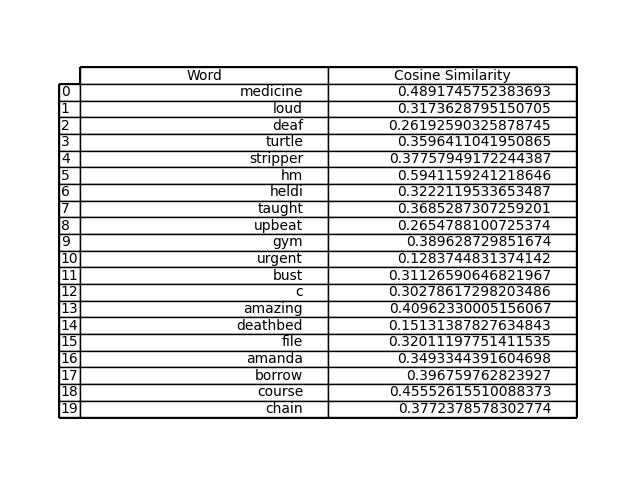 Word Cosine Similarity
0 medicine 0.4891745752383693
1 loud 0.3173628795150705
2 deaf 0.26192590325878745
3 turtle 0.3596411041950865
4 stripper 0.37757949172244387
5 hm 0.5941159241218646
6 heldi 0.3222119533653487
7 taught 0.3685287307259201
8 upbeat 0.2654788100725374
9 gym 0.389628729851674
10 urgent 0.1283744831374142
11 bust 0.31126590646821967
12 c 0.30278617298203486
13 amazing 0.40962330005156067
14 deathbed 0.15131387827634843
15 file 0.32011197751411535
16 amanda 0.3493344391604698
17 borrow 0.396759762823927
18 course 0.45552615510088373
19 chain 0.3772378578302774